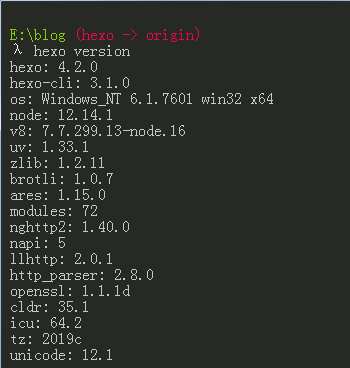 E:\blog (hexo -> origin)
λ hexo version
hexo: 4.2.0
hexo-cli: 3.1.0
os: Windows_NT 6.1.7601 win32 x64
node: 12.14.1
v8: 7.7.299.13-node.16
uv: 1.33.1
zlib: 1.2.11
brotli: 1.0.7
ares: 1.15.0
modules: 72
nghttp2: 1.40.0
napi: 5
llhttp: 2.0.1
http_parser: 2.8.0
openssl: 1.1.1d
cldr: 35.1
icu: 64.2
tz: 2019c
unicode: 12.1